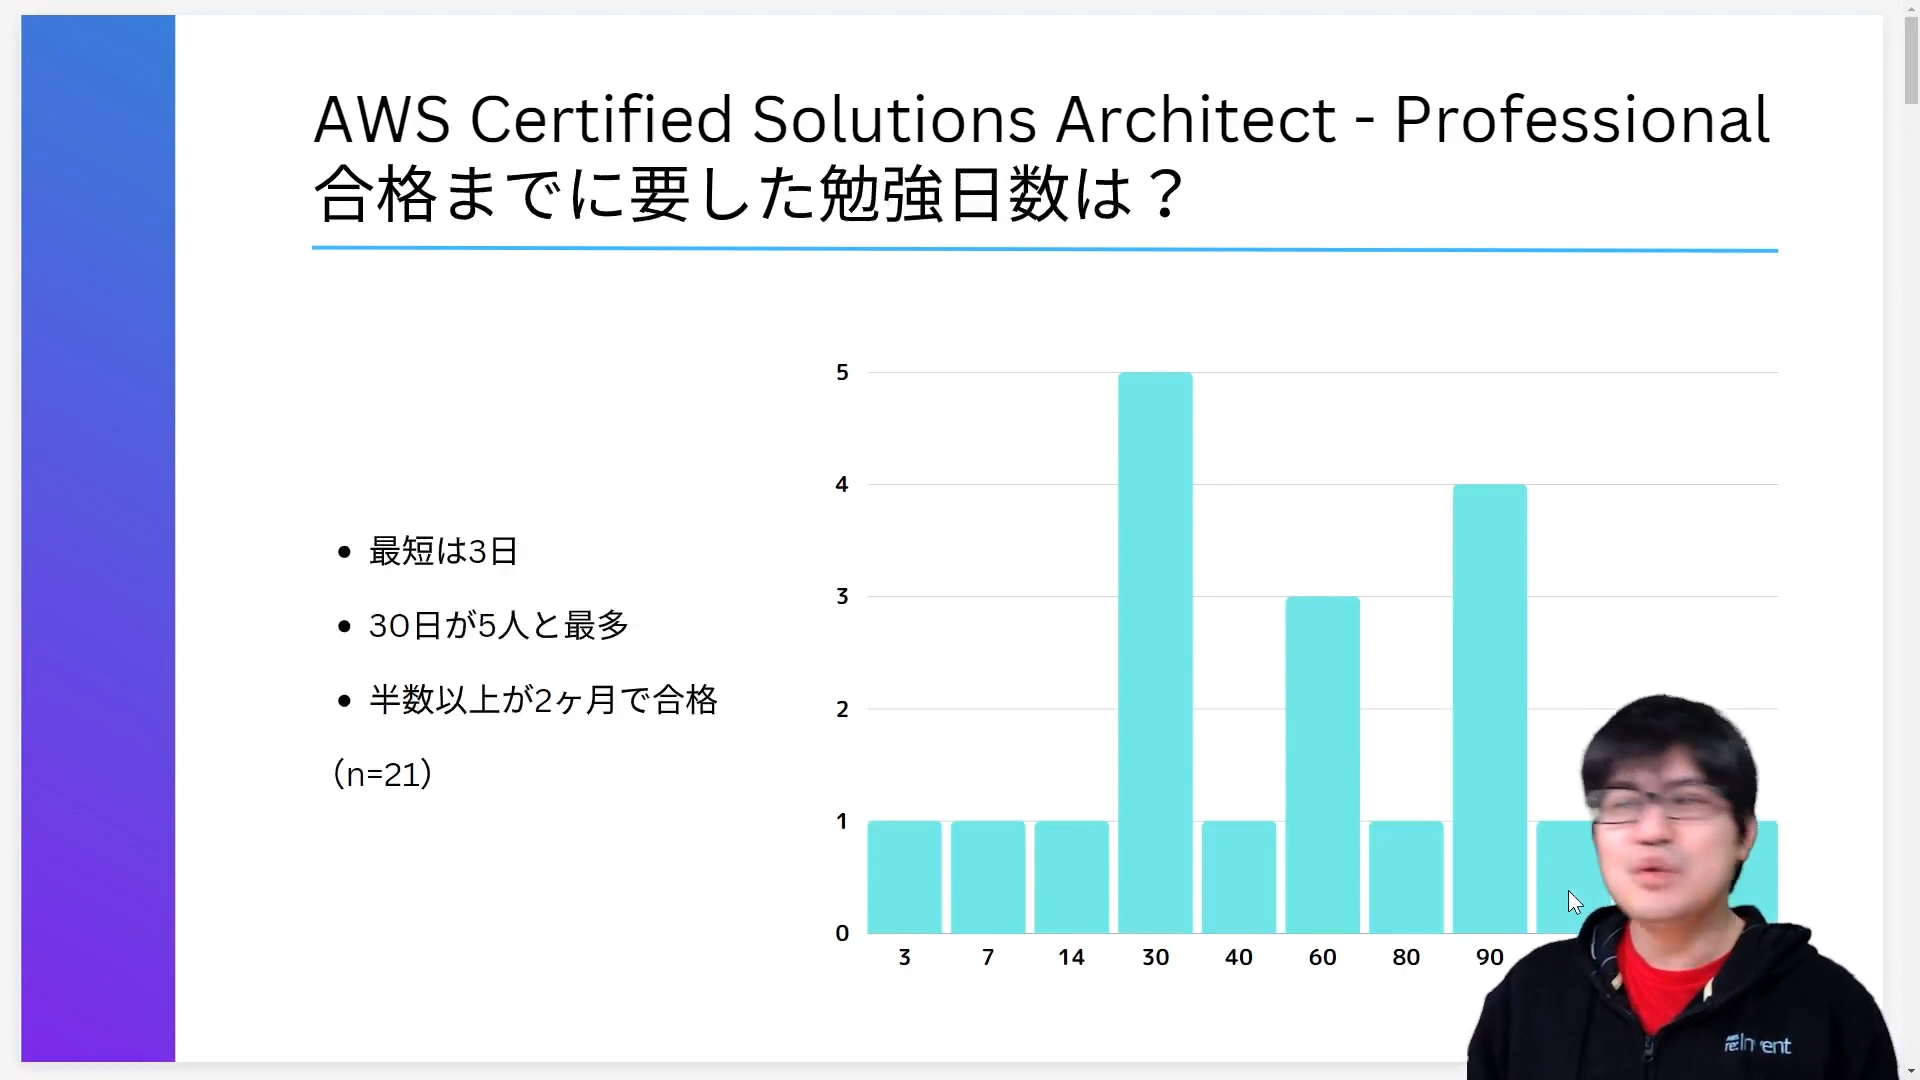 AWS Certified Solutions Architect - Professional
合格までに要した勉強日数は？
• 最短は3日
• 30日が5人と最多
• 半数以上が2ヶ月で合格
(n=21)
5
4
3
2
1
0
3 7 14 30 40 60 80 90
AWS re:Invent